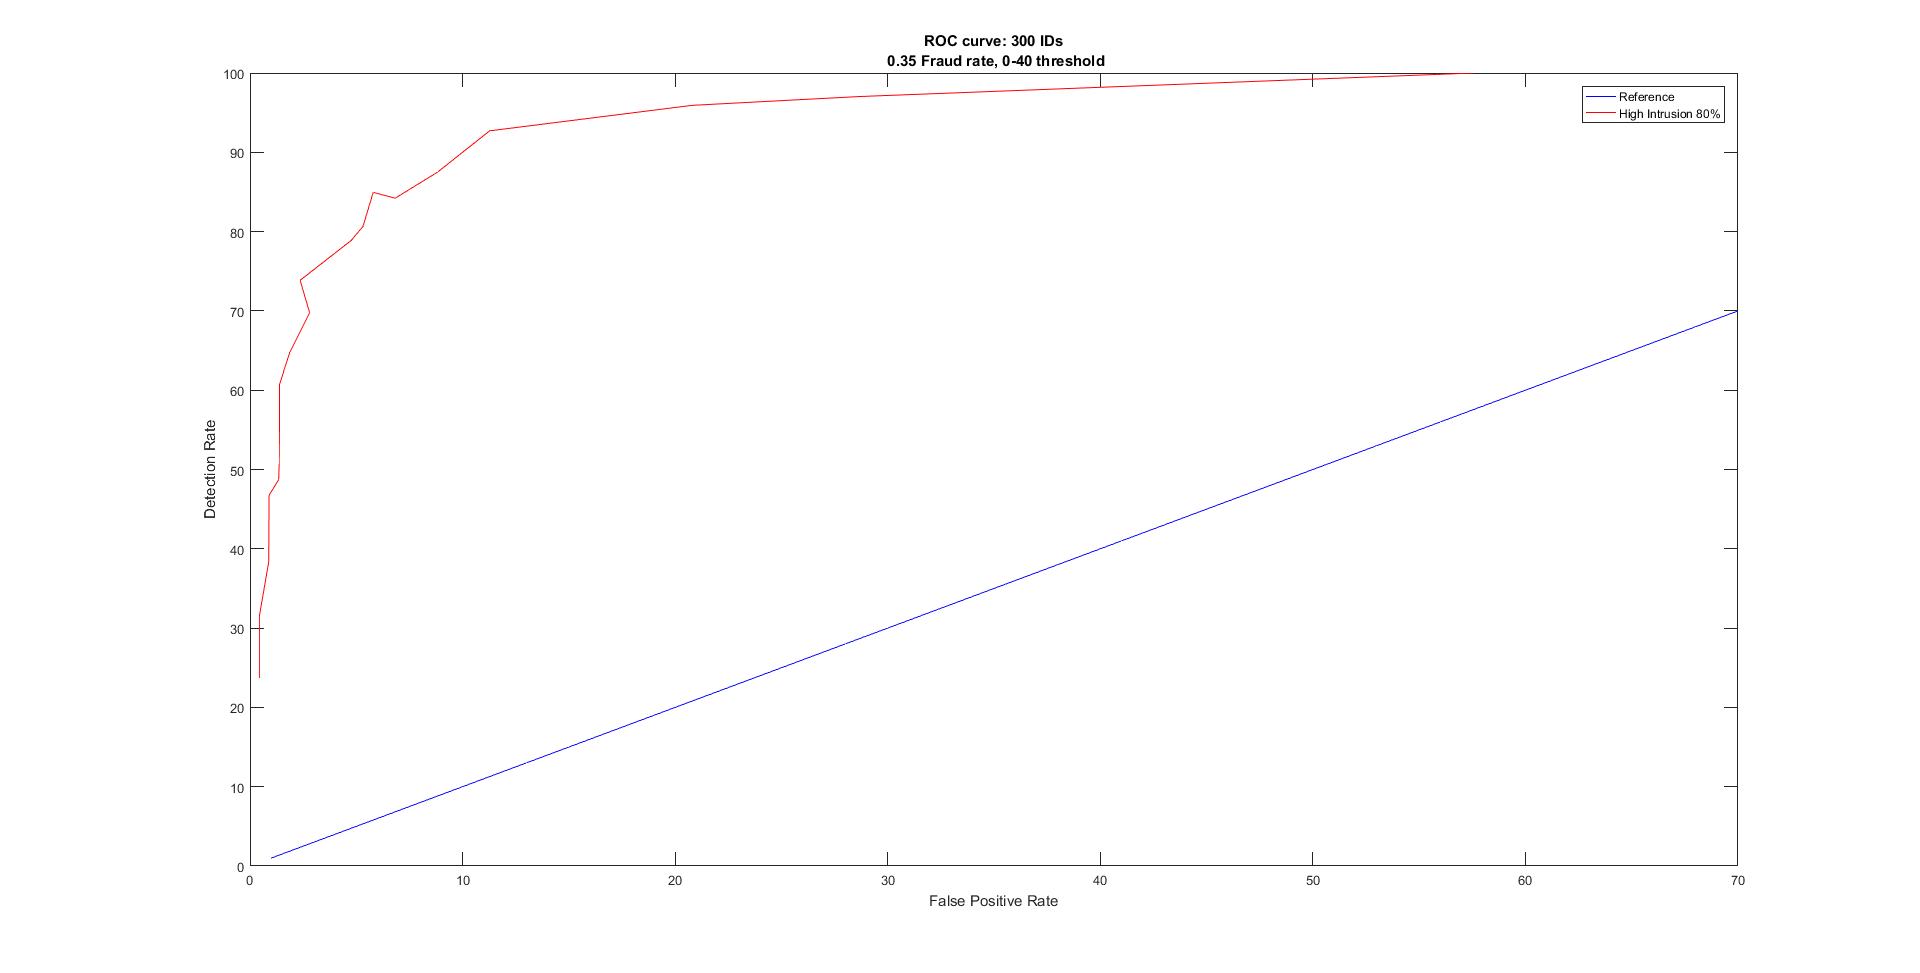 ROC curve: 300 IDs
0.35 Fraud rate, 0-40 threshold
Reference
High Intrusion 80%
Detection Rate
100
90
80
70
60
50
40
30
20
10
0
0 10 20 30 40 50 60 70
False Positive Rate